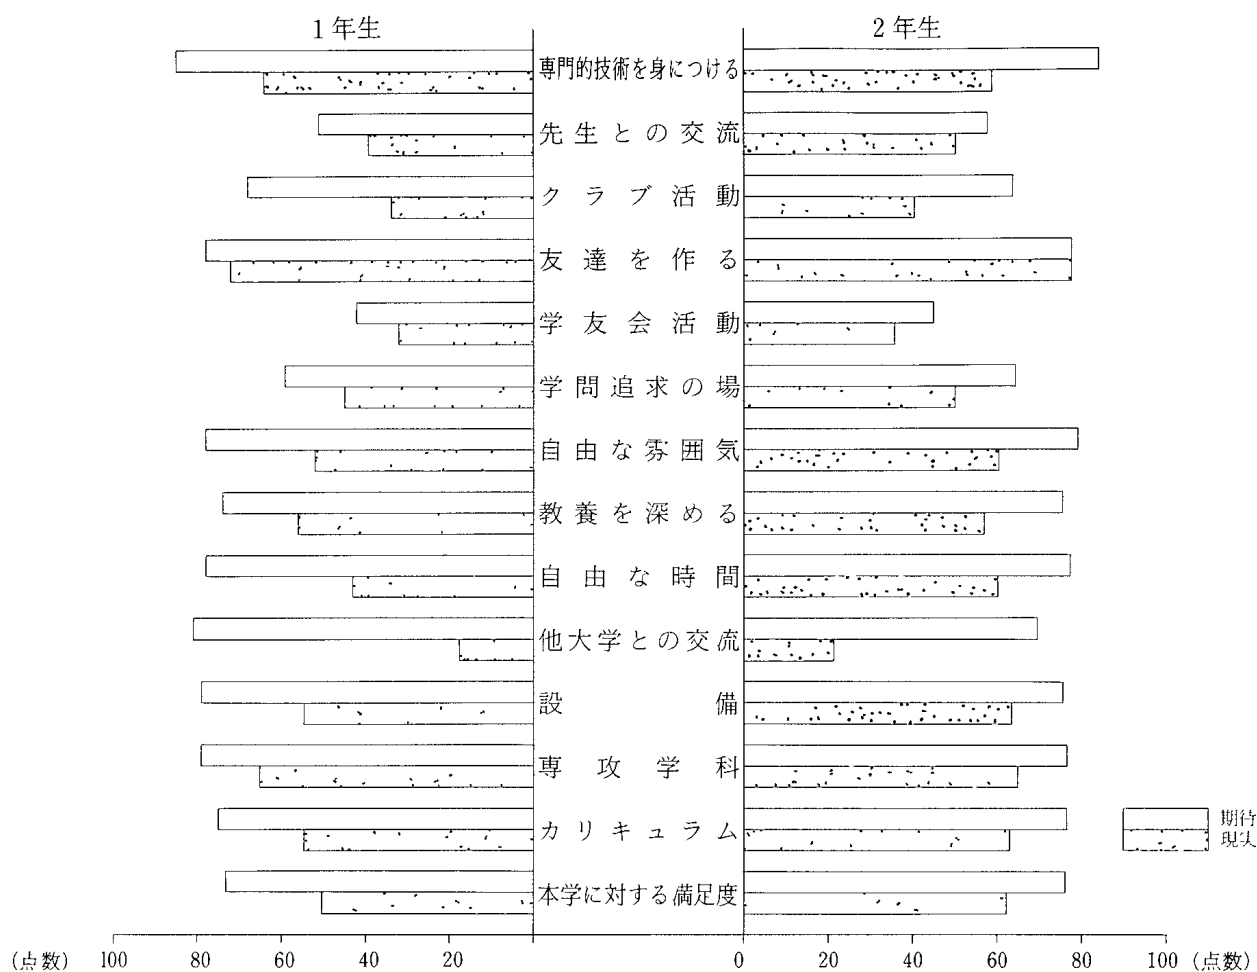 1年生 2年生
専門的技術を身につける
先生との交流
クラブ活動
友達を作る
学友会活動
学問追求の場
自由な雰囲気
教養を深める
自由な時間
他大学との交流
設備
専攻学科
カリキュラム
本学に対する満足度
期待
現実
(点数) 100 80 60 40 20 0 20 40 60 80 100 (点数)